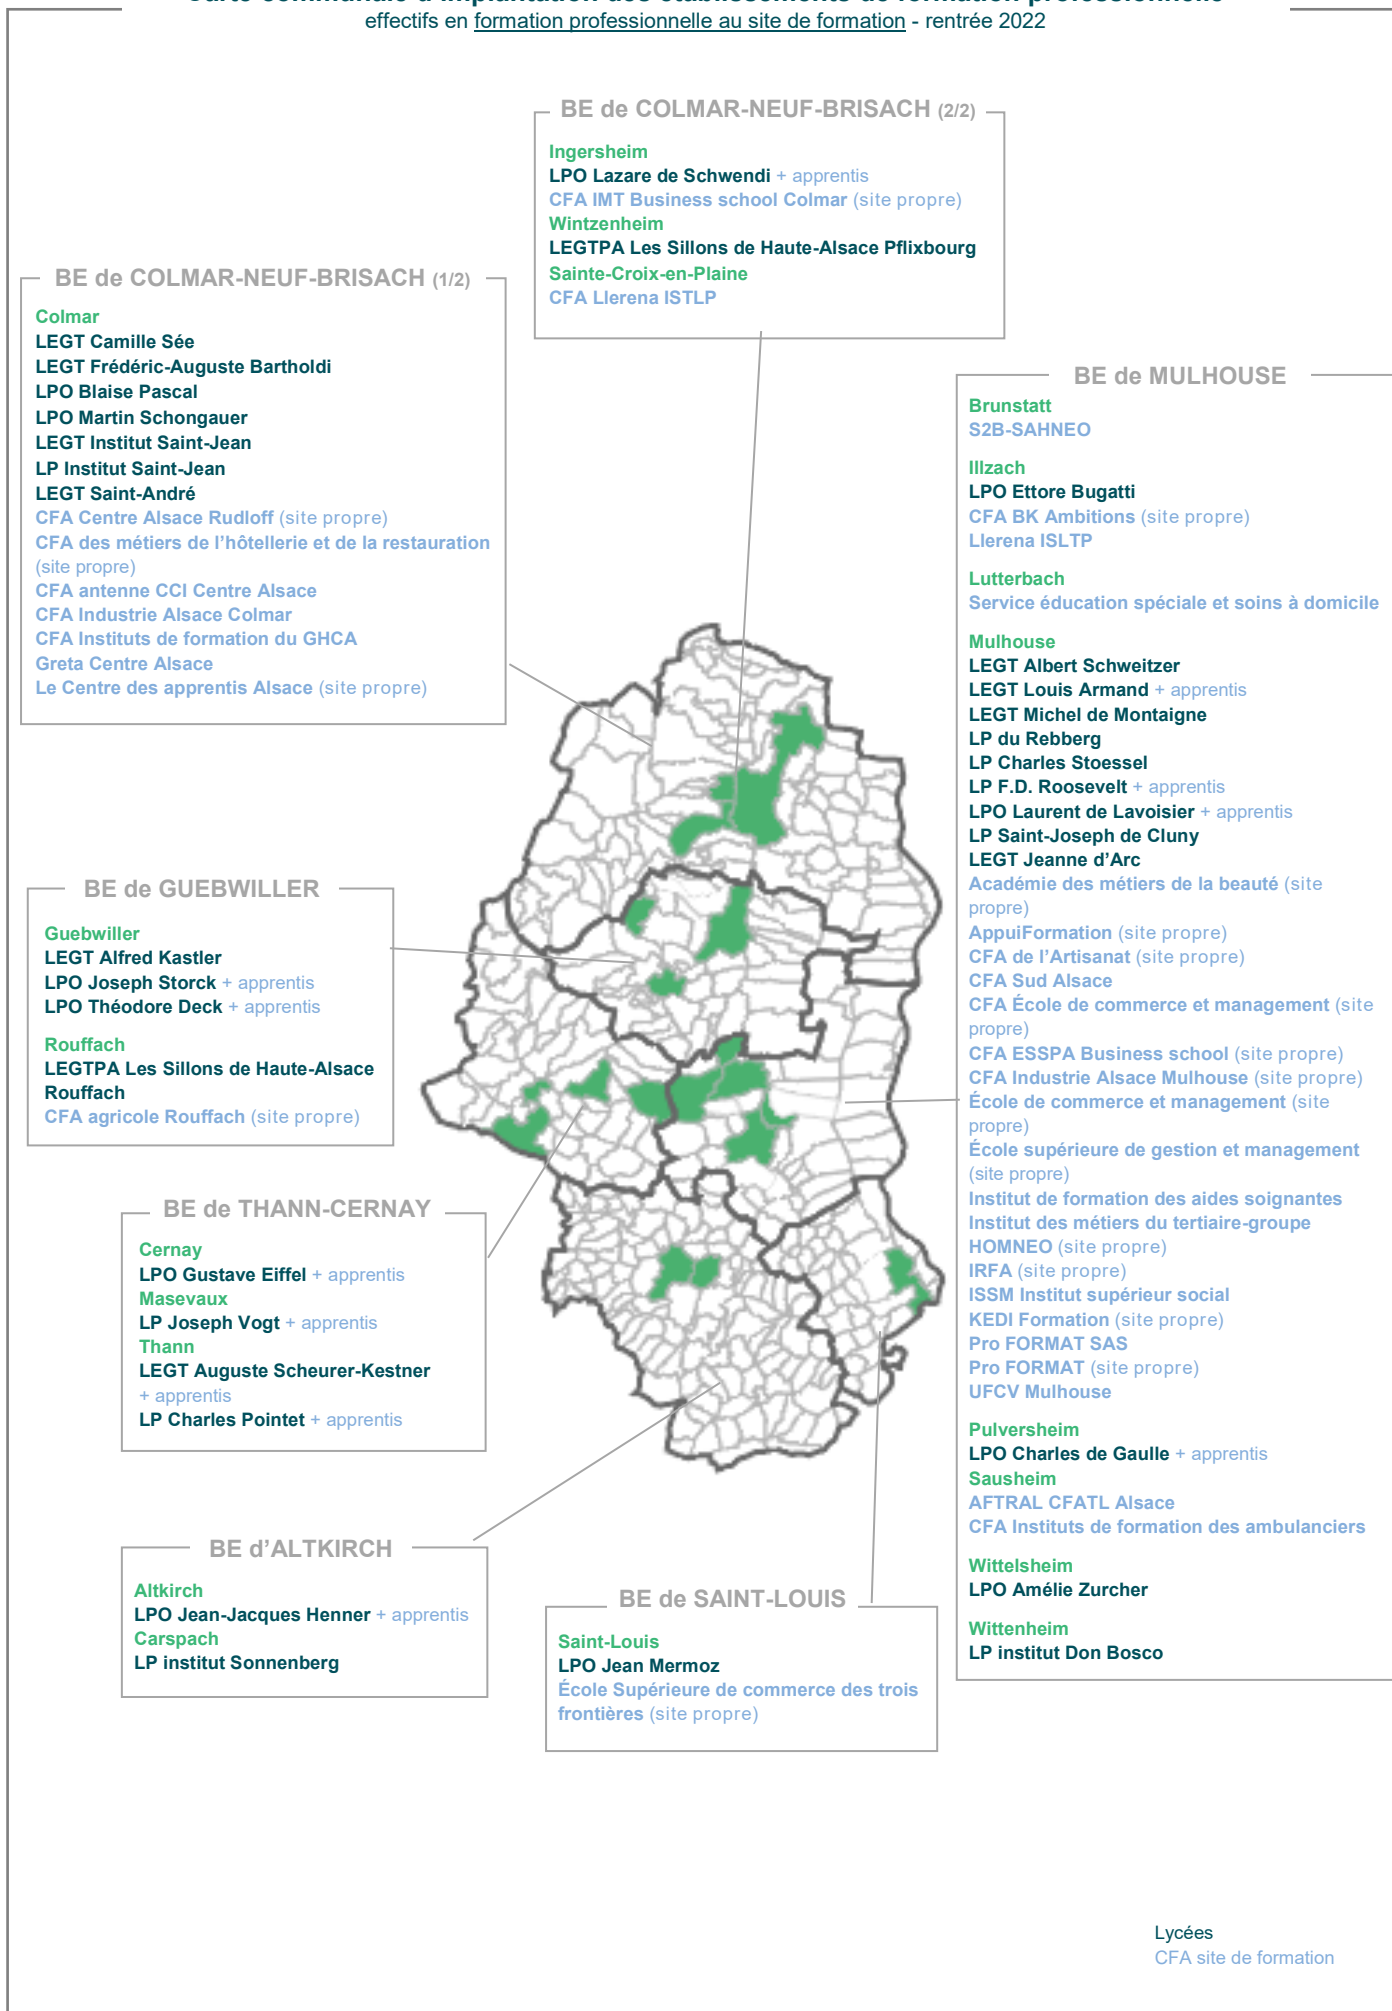 Carte communale d'implantation des établissements de formation professionnelle
effectifs en formation professionnelle au site de formation - rentrée 2022
BE de COLMAR-NEUF-BRISACH (2/2)
Ingersheim
LPO Lazare de Schwendi + apprentis
CFA IMT Business school Colmar (site propre)
Wintzenheim
LEGTPA Les Sillons de Haute-Alsace Pflixbourg
Sainte-Croix-en-Plaine
CFA Llerena ISTLP
BE de COLMAR-NEUF-BRISACH (1/2)
Colmar
LEGT Camille Sée
LEGT Frédéric-Auguste Bartholdi
LPO Blaise Pascal
LPO Martin Schongauer
LEGT Institut Saint-Jean
LP Institut Saint-Jean
LEGT Saint-André
CFA Centre Alsace Rudloff (site propre)
CFA des métiers de l'hôtellerie et de la restauration
(site propre)
CFA antenne CCI Centre Alsace
CFA Industrie Alsace Colmar
CFA Instituts de formation du GHCA
Greta Centre Alsace
Le Centre des apprentis Alsace (site propre)
BE de MULHOUSE
Brunstatt
S2B-SAHNEO
Illzach
LPO Ettore Bugatti
CFA BK Ambitions (site propre)
Llerena ISLTP
Lutterbach
Service éducation spéciale et soins à domicile
Mulhouse
LEGT Albert Schweitzer
LEGT Louis Armand + apprentis
LEGT Michel de Montaigne
LP du Rebberg
LP Charles Stoessel
LP F.D. Roosevelt + apprentis
LPO Laurent de Lavoisier + apprentis
LP Saint-Joseph de Cluny
LEGT Jeanne d'Arc
Académie des métiers de la beauté (site
propre)
AppuiFormation (site propre)
CFA de l'Artisanat (site propre)
CFA Sud Alsace
CFA École de commerce et management (site
propre)
CFA ESSPA Business school (site propre)
CFA Industrie Alsace Mulhouse (site propre)
École de commerce et management (site
propre)
École supérieure de gestion et management
(site propre)
Institut de formation des aides soignantes
Institut des métiers du tertiaire-groupe
HOMNEO (site propre)
IRFA (site propre)
ISSM Institut supérieur social
KEDI Formation (site propre)
Pro FORMAT SAS
Pro FORMAT (site propre)
UFCV Mulhouse
Pulversheim
LPO Charles de Gaulle + apprentis
Sausheim
AFTRAL CFATL Alsace
CFA Instituts de formation des ambulanciers
Wittelsheim
LPO Amélie Zurcher
Wittenheim
LP institut Don Bosco
BE de GUEBWILLER
Guebwiller
LEGT Alfred Kastler
LPO Joseph Storck + apprentis
LPO Théodore Deck + apprentis
Rouffach
LEGTPA Les Sillons de Haute-Alsace
Rouffach
CFA agricole Rouffach (site propre)
BE de THANN-CERNAY
Cernay
LPO Gustave Eiffel + apprentis
Masevaux
LP Joseph Vogt + apprentis
Thann
LEGT Auguste Scheurer-Kestner
+ apprentis
LP Charles Pointet + apprentis
BE d'ALTKIRCH
Altkirch
LPO Jean-Jacques Henner + apprentis
Carspach
LP institut Sonnenberg
BE de SAINT-LOUIS
Saint-Louis
LPO Jean Mermoz
École Supérieure de commerce des trois
frontières (site propre)
Lycées
CFA site de formation